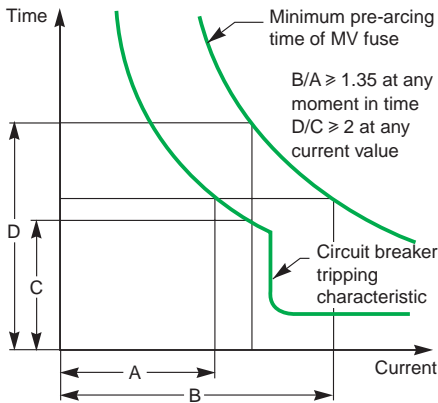 Time
Minimum pre-arcing
time of MV fuse
B/A ⩾ 1.35 at any
moment in time
D/C ⩾ 2 at any
current value
D
C
Circuit breaker
tripping
characteristic
Current
A
B